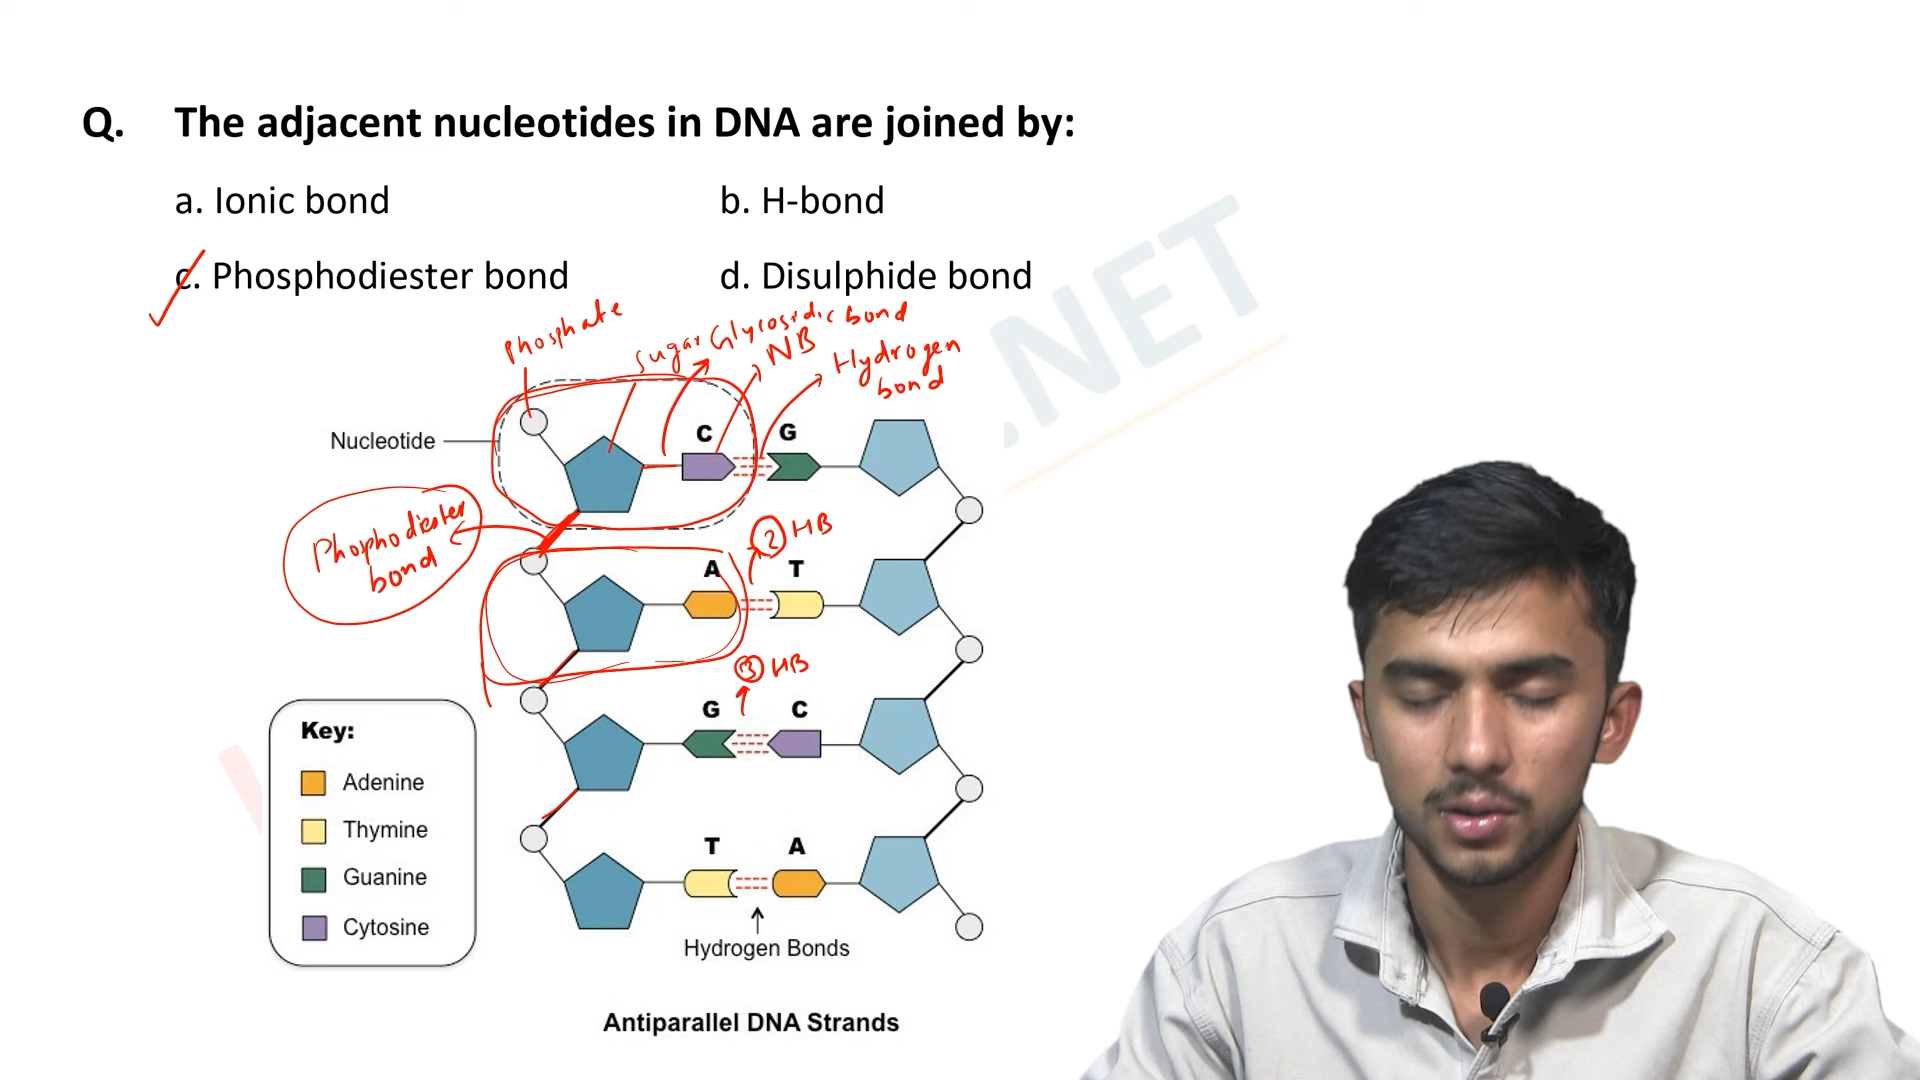 Q. The adjacent nucleotides in DNA are joined by:
a. Ionic bond
b. H-bond
c. Phosphodiester bond
d. Disulphide bond
Phosphate
Sugar
Glycosidic bond
NB
Hydrogen
bond
Nucleotide
C
G
Phosphodiester
bond
2 HB
A
T
3 HB
G
C
T
A
Hydrogen Bonds
Key:
Adenine
Thymine
Guanine
Cytosine
Antiparallel DNA Strands
.NET